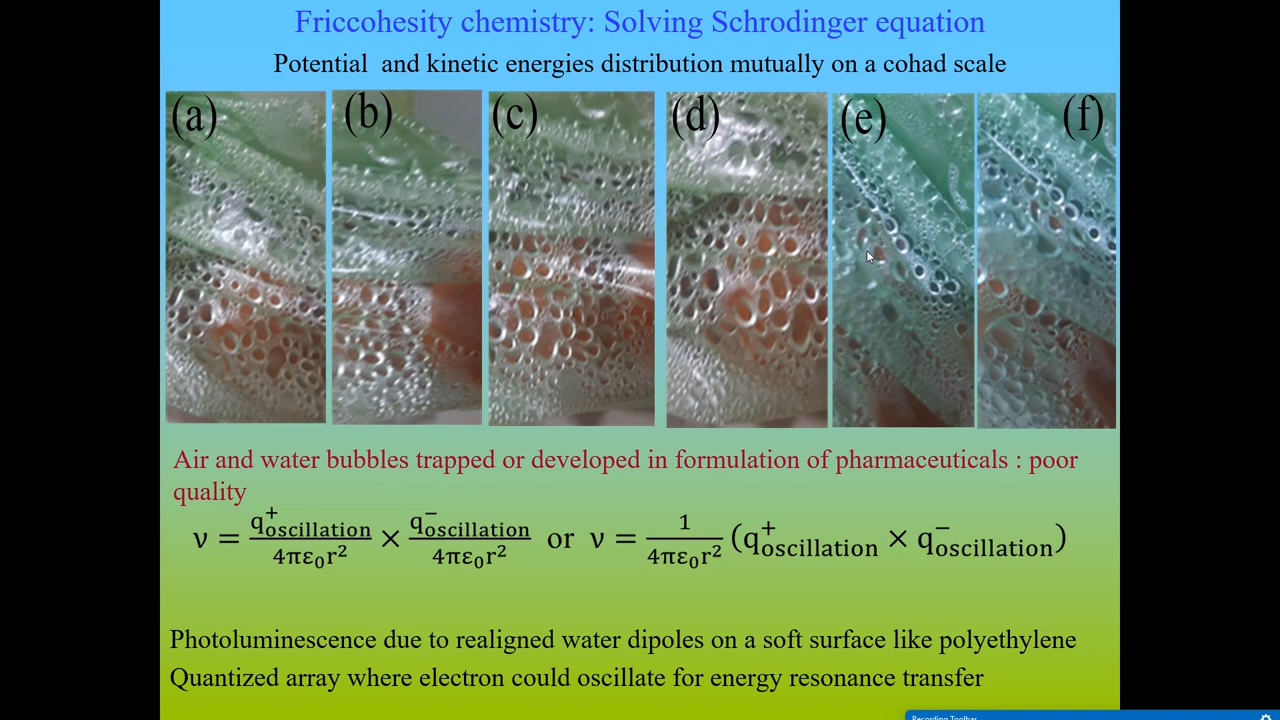 Friccohesity chemistry: Solving Schrodinger equation
Potential and kinetic energies distribution mutually on a cohad scale
(a) (b) (c) (d) (e) (f)
Air and water bubbles trapped or developed in formulation of pharmaceuticals : poor
quality
ν = q⁺oscillation/4πε₀r² × q⁻oscillation/4πε₀r² or ν = 1/4πε₀r² (q⁺oscillation × q⁻oscillation)
Photoluminescence due to realigned water dipoles on a soft surface like polyethylene
Quantized array where electron could oscillate for energy resonance transfer
Recording Toolbar